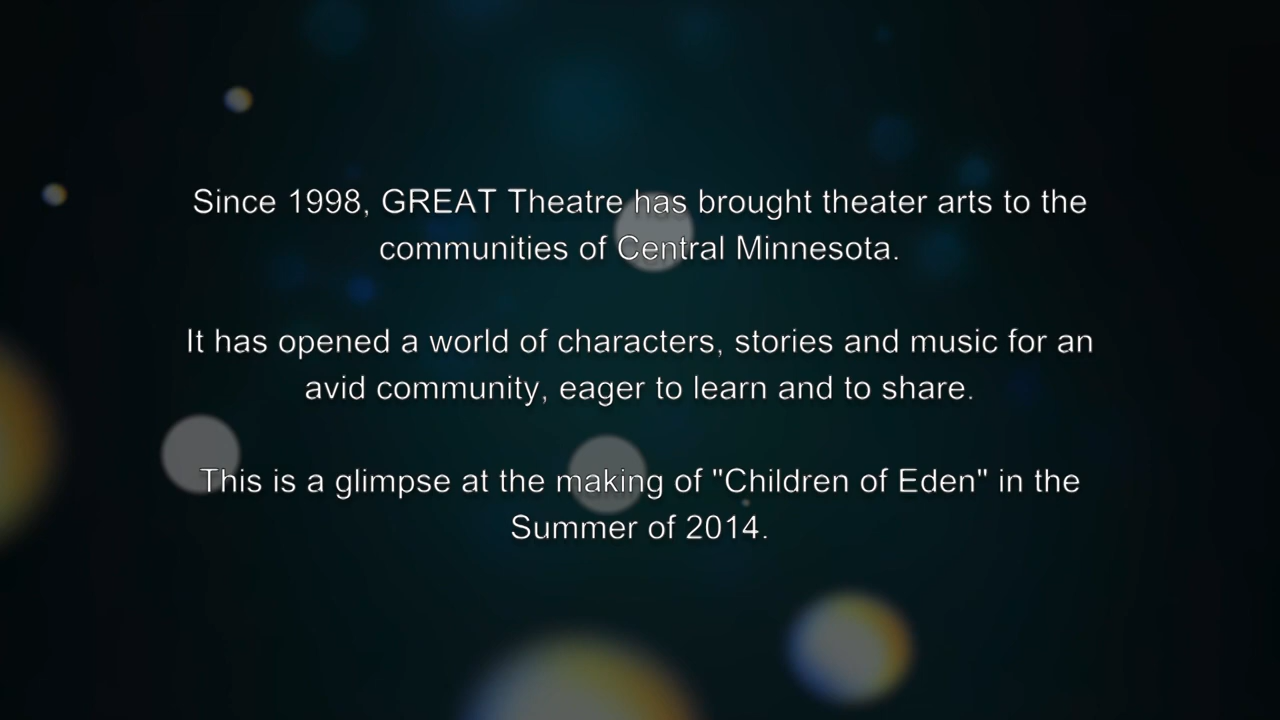 Since 1998, GREAT Theatre has brought theater arts to the
communities of Central Minnesota.
It has opened a world of characters, stories and music for an
avid community, eager to learn and to share.
This is a glimpse at the making of "Children of Eden" in the
Summer of 2014.